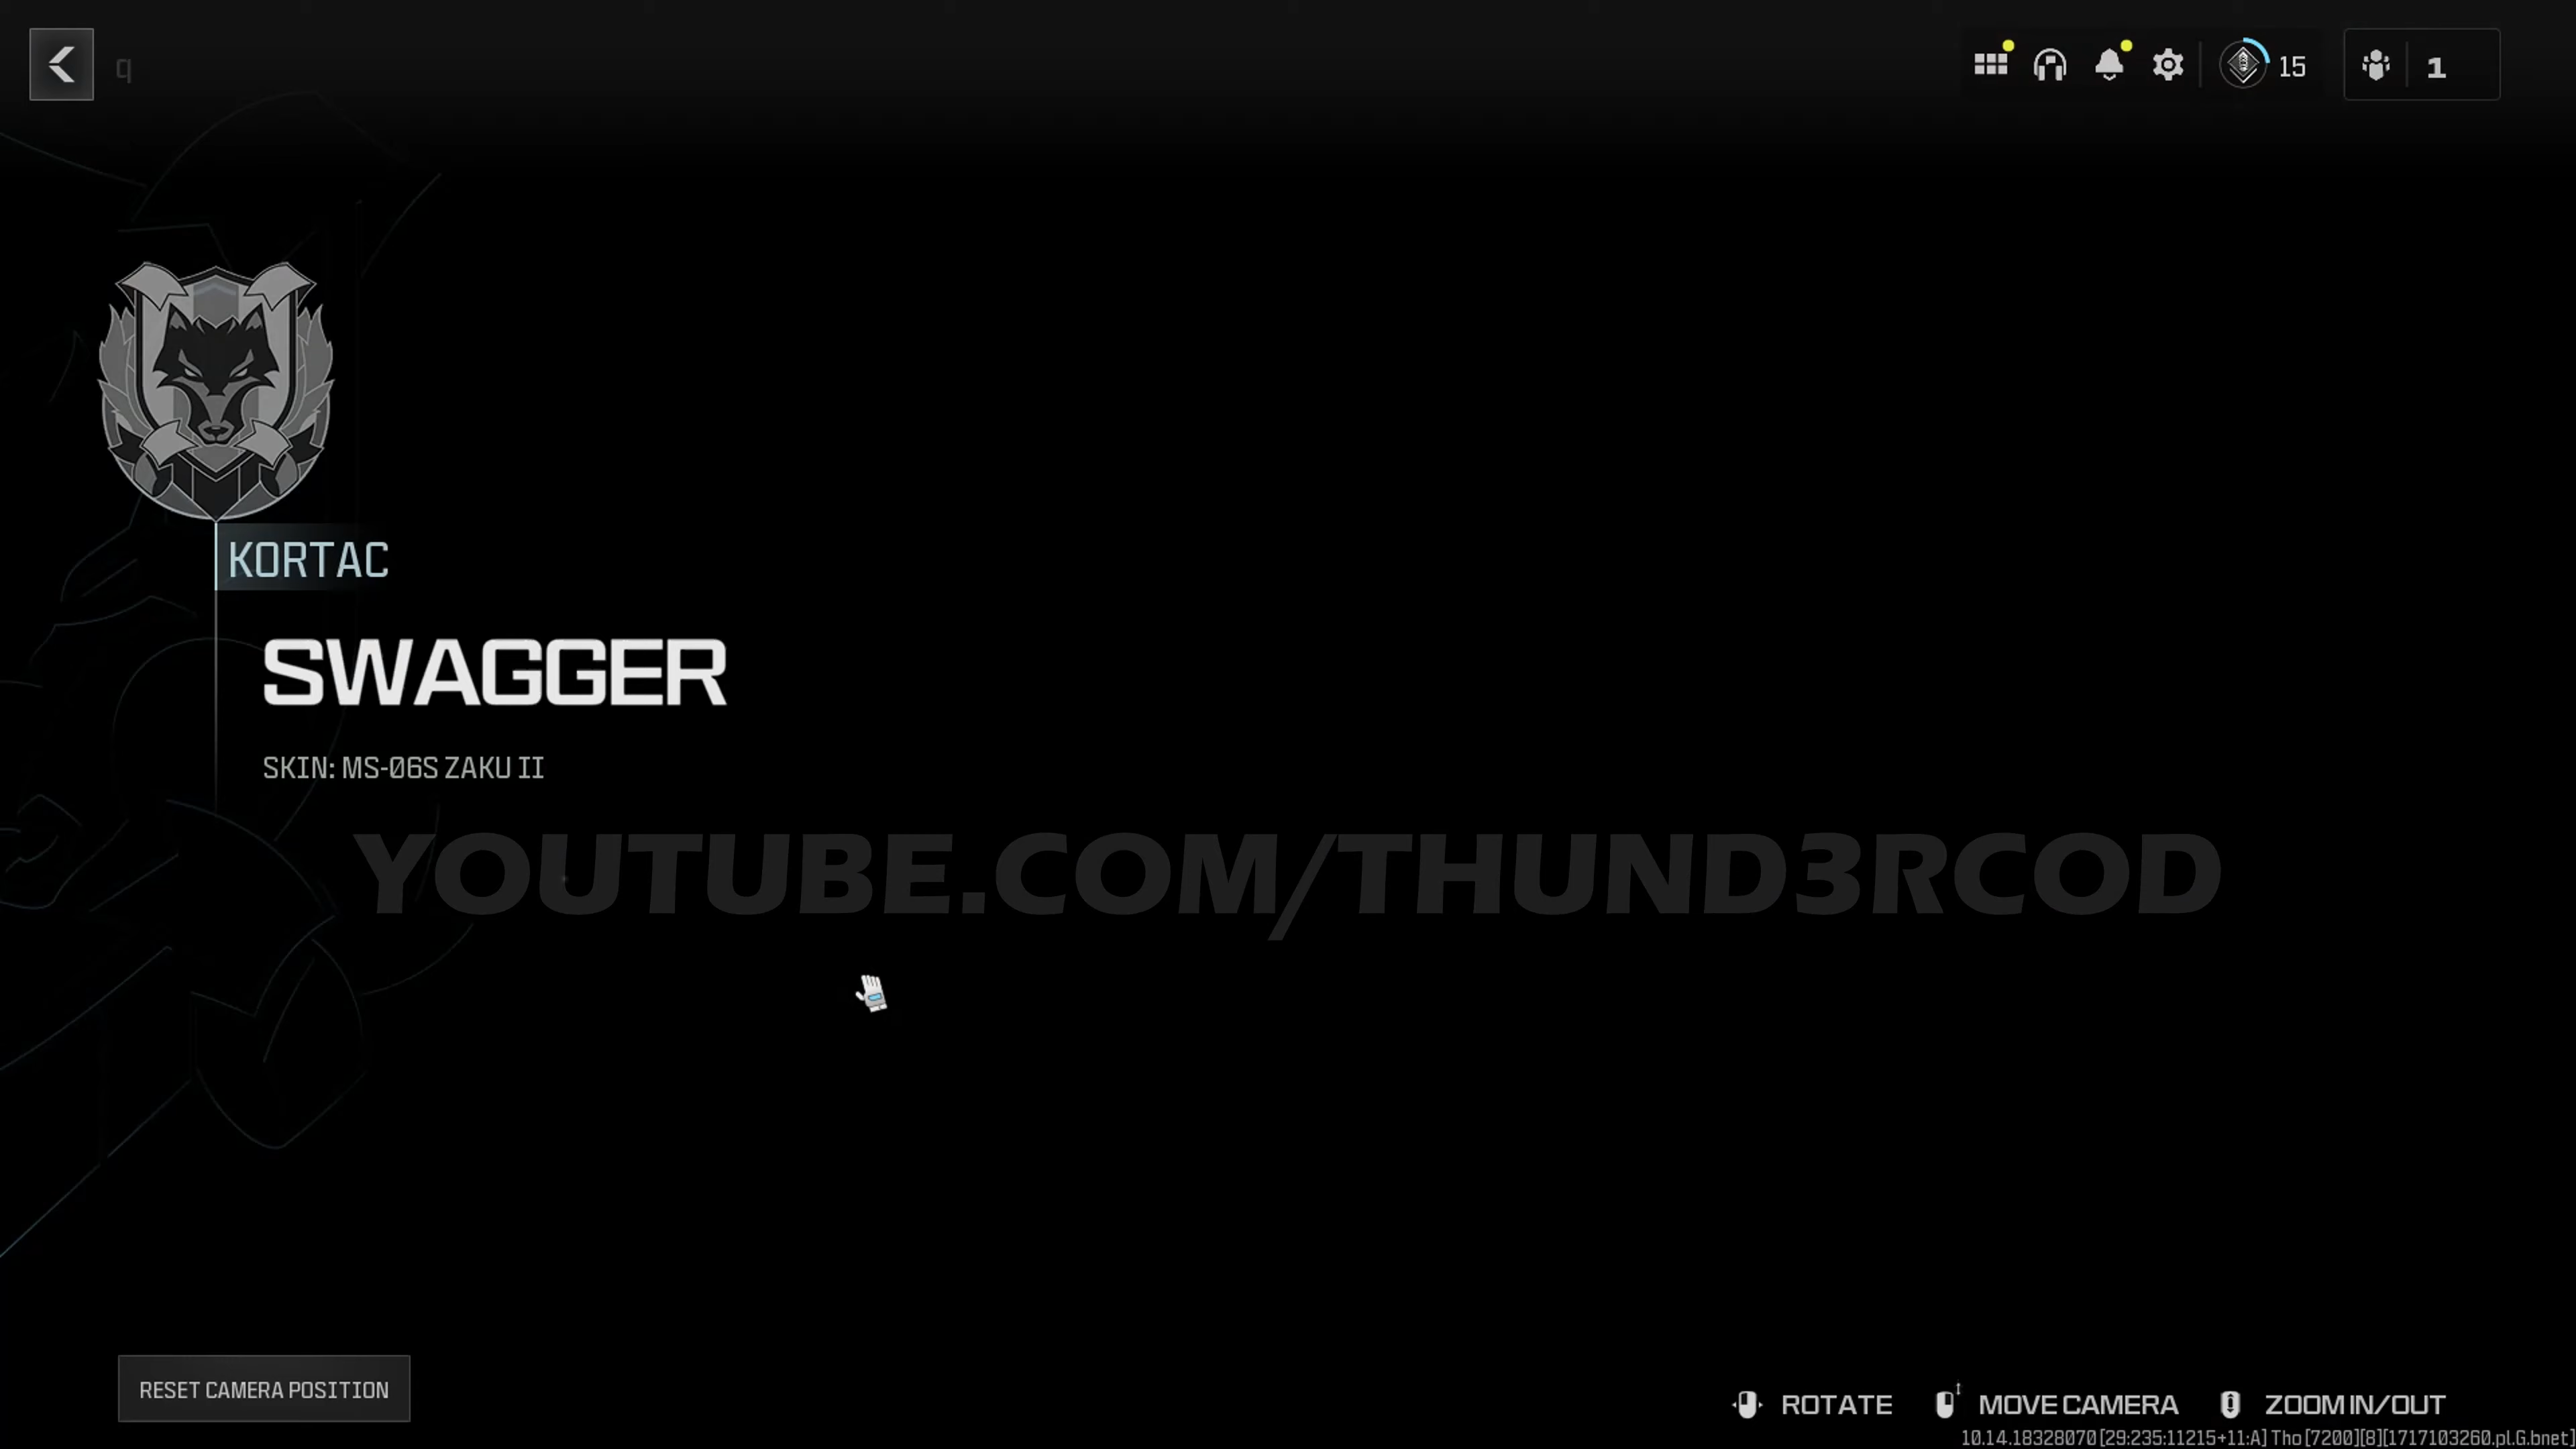 q
15
1
KORTAC
SWAGGER
SKIN: MS-06S ZAKU II
YOUTUBE.COM/THUND3RCOD
RESET CAMERA POSITION
ROTATE MOVE CAMERA ZOOM IN/OUT
10.14.18328070 [29:235:11215+11:A] Tho [7200][8][1717103260.pl.G.bnet]